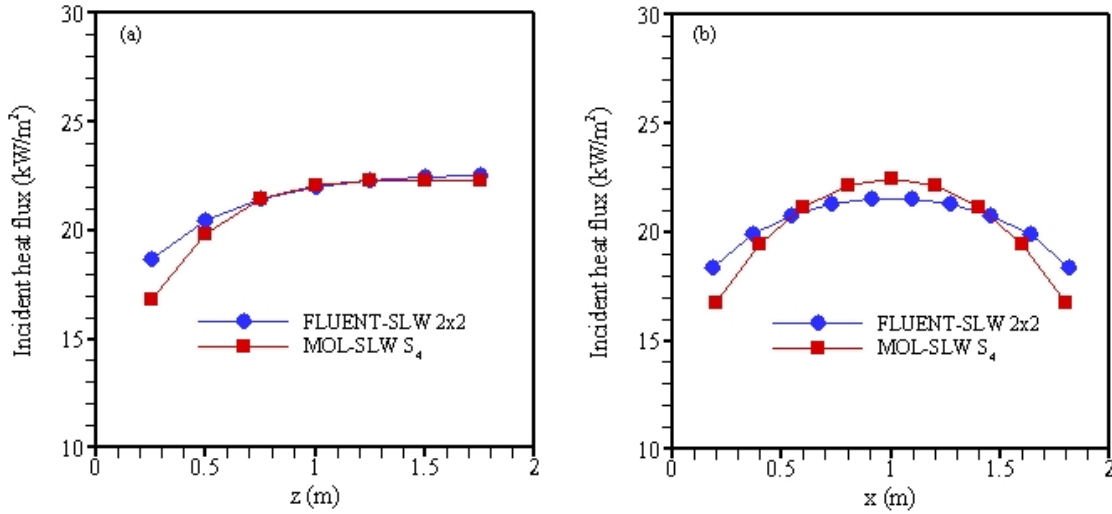 30
(a)
25
20
15
10
Incident heat flux (kW/m²)
FLUENT-SLW 2x2
MOL-SLW S₄
0
0.5
1
1.5
2
z (m)
30
(b)
25
20
15
10
Incident heat flux (kW/m²)
FLUENT-SLW 2x2
MOL-SLW S₄
0
0.5
1
1.5
2
x (m)